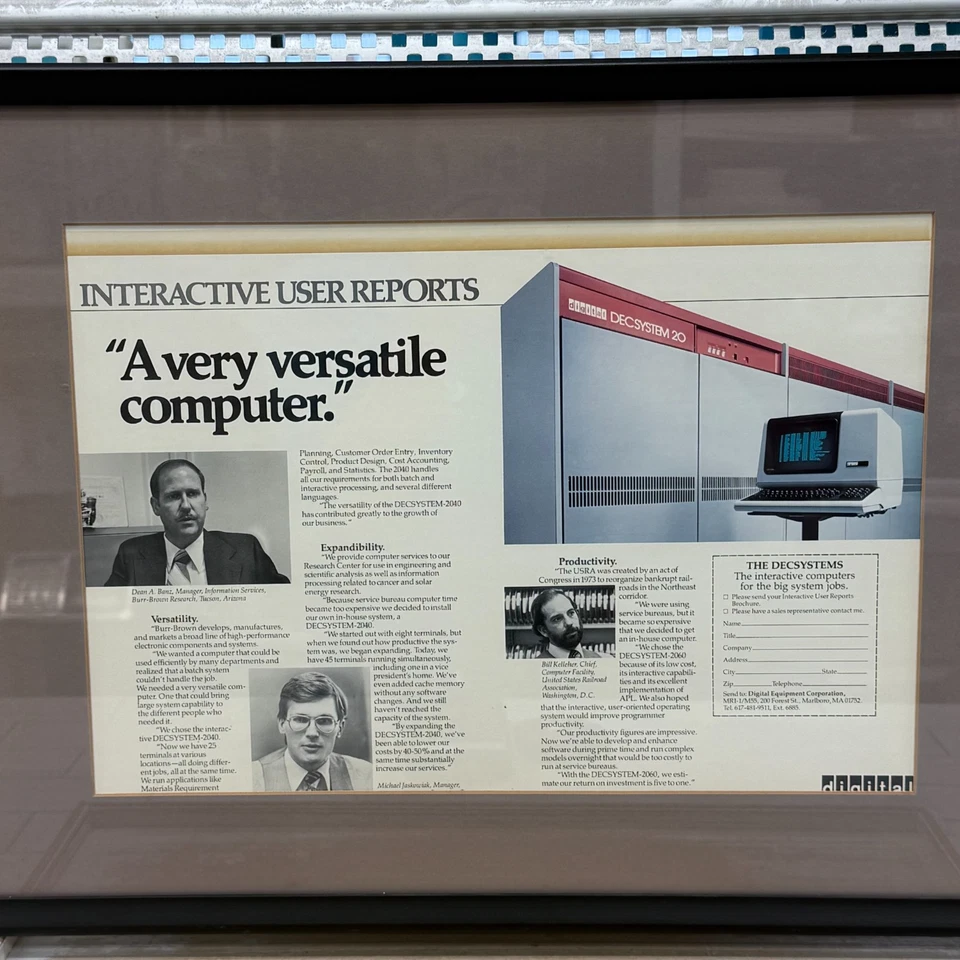 INTERACTIVE USER REPORTS
“A very versatile
computer.”
Dean A. Banz, Manager, Information Services,
Burr-Brown Research, Tucson, Arizona
Versatility.
“Burr-Brown develops, manufactures,
and markets a broad line of high-performance
electronic components and systems.
“We wanted a computer that could be
used efficiently by many departments and
realized that a batch system
couldn't handle the job.
We needed a very versatile com-
puter. One that could bring
large system capability to
the different people who
needed it.
“We chose the interac-
tive DECSYSTEM-2040.
“Now we have 25
terminals at various
locations—all doing differ-
ent jobs, all at the same time.
We run applications like
Materials Requirement
Planning, Customer Order Entry, Inventory
Control, Product Design, Cost Accounting,
Payroll, and Statistics. The 2040 handles
all our requirements for both batch and
interactive processing, and several different
languages.
“The versatility of the DECSYSTEM-2040
has contributed greatly to the growth of
our business.”
Expandibility.
“We provide computer services to our
Research Center for use in engineering and
scientific analysis as well as information
processing related to cancer and solar
energy research.
“Because service bureau computer time
became too expensive we decided to install
our own in-house system, a
DECSYSTEM-2040.
“We started out with eight terminals, but
when we found out how productive the sys-
tem was, we began expanding. Today, we
have 45 terminals running simultaneously,
including one in a vice
president's home. We've
even added cache memory
without any software
changes. And we still
haven't reached the
capacity of the system.
“By expanding the
DECSYSTEM-2040, we've
been able to lower our
costs by 40-50% and at the
same time substantially
increase our services.”
Michael Jaskowiak, Manager,
digital DECSYSTEM 20
Productivity.
“The USRA was created by an act of
Congress in 1973 to reorganize bankrupt rail-
roads in the Northeast
corridor.
“We were using
service bureaus, but it
became so expensive
that we decided to get
an in-house computer.
“We chose the
DECSYSTEM-2060
because of its low cost,
its interactive capabili-
ties and its excellent
implementation of
APL. We also hoped
that the interactive, user-oriented operating
system would improve programmer
productivity.
“Our productivity figures are impressive.
Now we're able to develop and enhance
software during prime time and run complex
models overnight that would be too costly to
run at service bureaus.
“With the DECSYSTEM-2060, we esti-
mate our return on investment is five to one.”
Bill Kelleher, Chief,
Computer Facility,
United States Railroad
Association,
Washington, D.C.
THE DECSYSTEMS
The interactive computers
for the big system jobs.
Please send your Interactive User Reports
Brochure.
Please have a sales representative contact me.
Name
Title
Company
Address
City State
Zip Telephone
Send to: Digital Equipment Corporation,
MR1-1/M55, 200 Forest St., Marlboro, MA 01752.
Tel. 617-481-9511, Ext. 6885.
digital